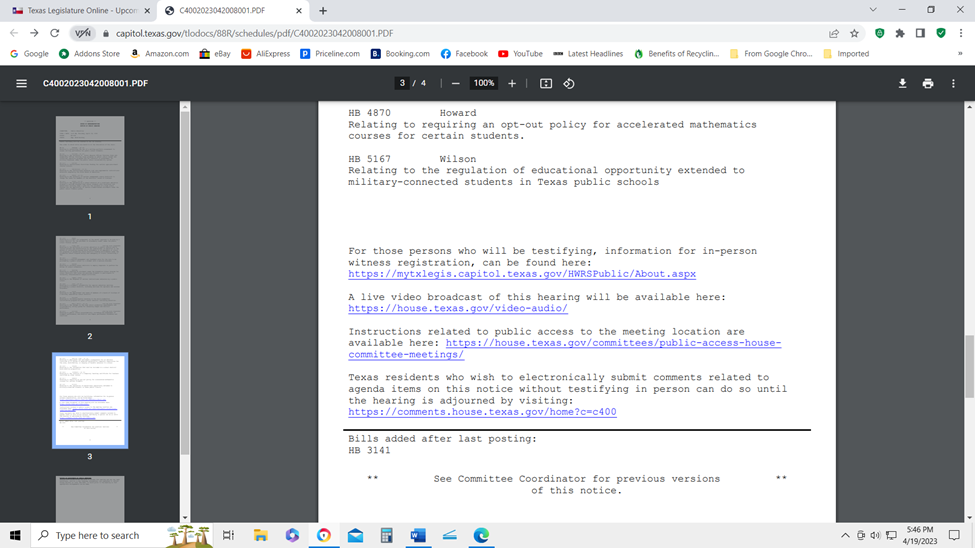 Texas Legislature Online - Upcom
C4002023042008001.PDF
VPN
capitol.texas.gov/tlodocs/88R/schedules/pdf/C4002023042008001.PDF
Google
Addons Store
Amazon.com
eBay
AliExpress
Priceline.com
Booking.com
Facebook
YouTube
Latest Headlines
Benefits of Recyclin...
From Google Chro...
Imported
C4002023042008001.PDF
3 / 4
100%
1
2
3
HB 4870 Howard
Relating to requiring an opt-out policy for accelerated mathematics
courses for certain students.
HB 5167 Wilson
Relating to the regulation of educational opportunity extended to
military-connected students in Texas public schools
For those persons who will be testifying, information for in-person
witness registration, can be found here:
https://mytxlegis.capitol.texas.gov/HWRSPublic/About.aspx
A live video broadcast of this hearing will be available here:
https://house.texas.gov/video-audio/
Instructions related to public access to the meeting location are
available here: https://house.texas.gov/committees/public-access-house-
committee-meetings/
Texas residents who wish to electronically submit comments related to
agenda items on this notice without testifying in person can do so until
the hearing is adjourned by visiting:
https://comments.house.texas.gov/home?c=c400
Bills added after last posting:
HB 3141
** See Committee Coordinator for previous versions **
of this notice.
Type here to search
5:46 PM
4/19/2023